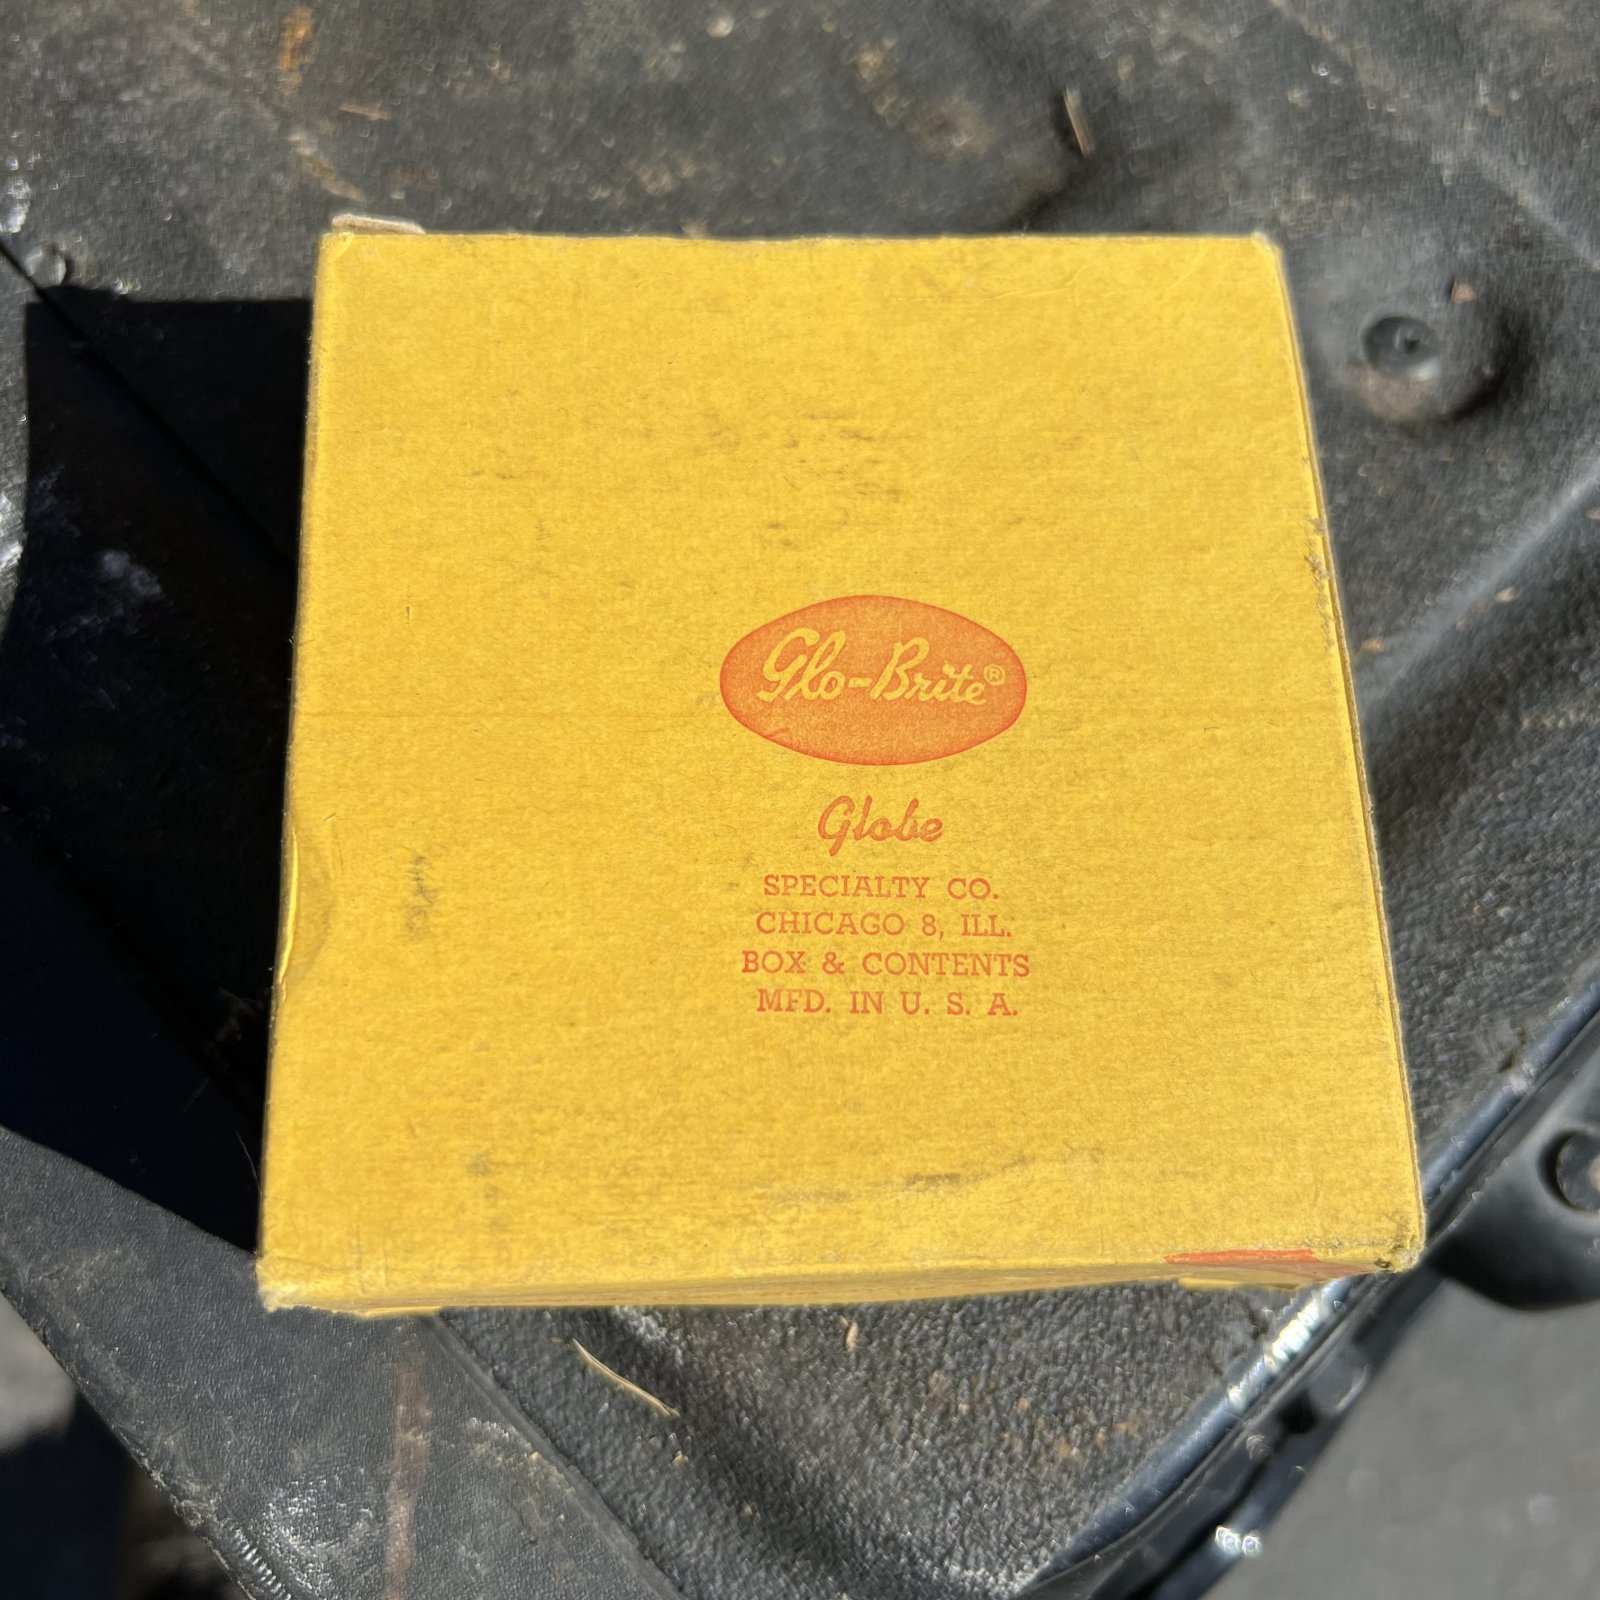 Glo-Brite®
Globe
SPECIALTY CO.
CHICAGO 8, ILL.
BOX & CONTENTS
MFD. IN U. S. A.